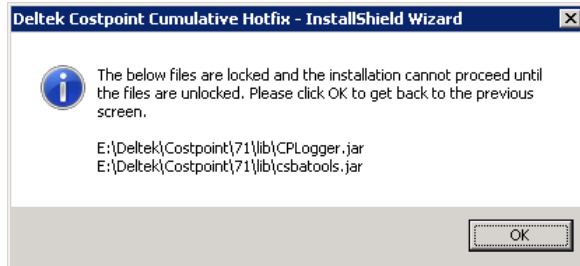 Deltek Costpoint Cumulative Hotfix - InstallShield Wizard
The below files are locked and the installation cannot proceed until
the files are unlocked. Please click OK to get back to the previous
screen.
E:\Deltek\Costpoint\71\lib\CPLogger.jar
E:\Deltek\Costpoint\71\lib\csbatools.jar
OK